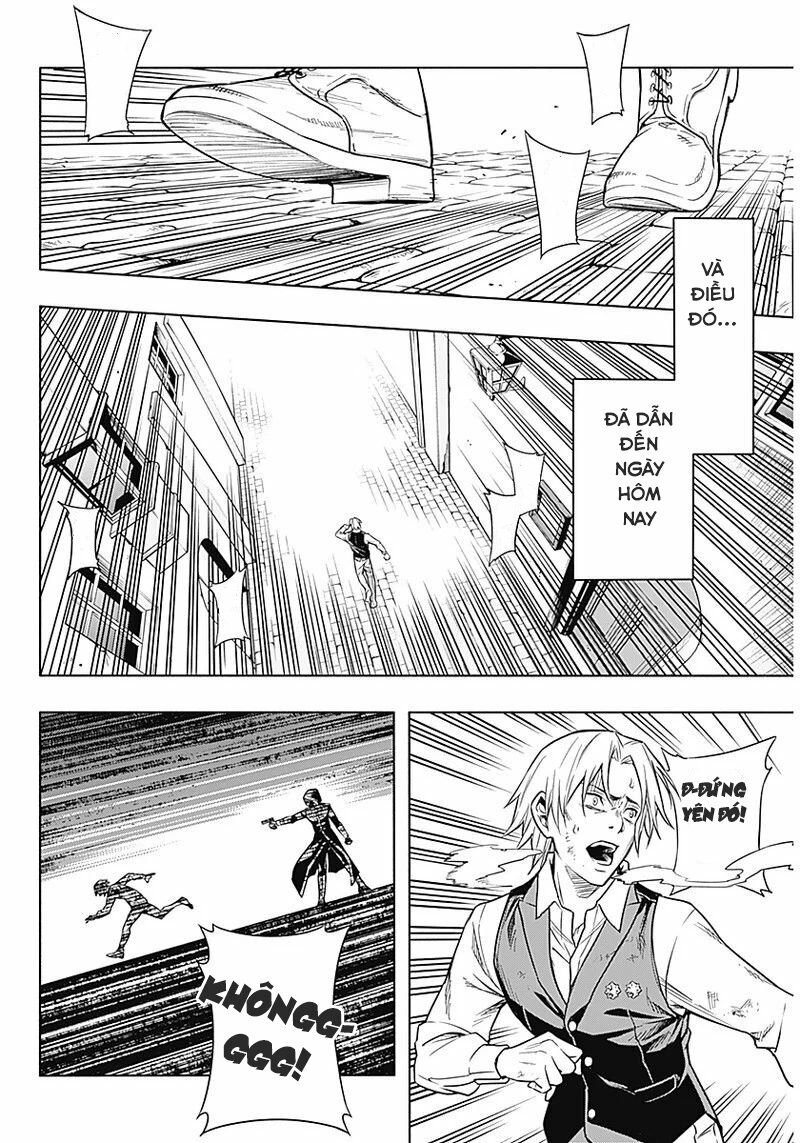 VÀ
ĐIỀU
ĐÓ...
ĐÃ DẪN
ĐẾN
NGÀY
HÔM
NAY
Đ-ĐỨNG
YÊN ĐÓ!
KHÔNGG-
GGG!